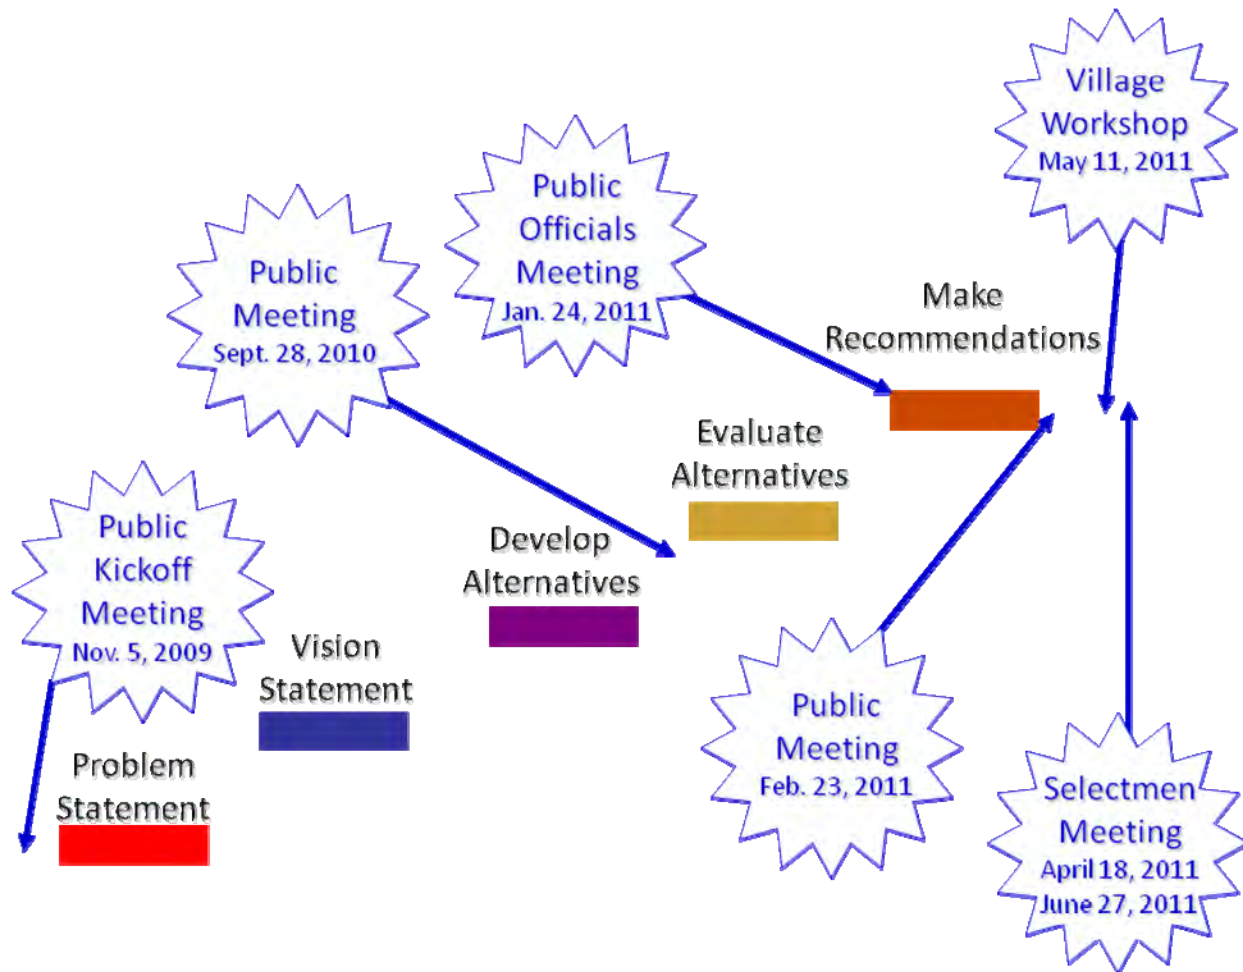 Village
Workshop
May 11, 2011
Public
Officials
Meeting
Jan. 24, 2011
Public
Meeting
Sept. 28, 2010
Make
Recommendations
Evaluate
Alternatives
Public
Kickoff
Meeting
Nov. 5, 2009
Develop
Alternatives
Vision
Statement
Problem
Statement
Public
Meeting
Feb. 23, 2011
Selectmen
Meeting
April 18, 2011
June 27, 2011